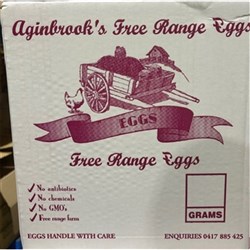 Aginbrook's Free Range Eggs
EGGS
Free Range Eggs
✓ No antibiotics
✓ No chemicals
✓ No GMO's
✓ Free range farm
GRAMS
EGGS HANDLE WITH CARE
ENQUIRIES 0417 885 425